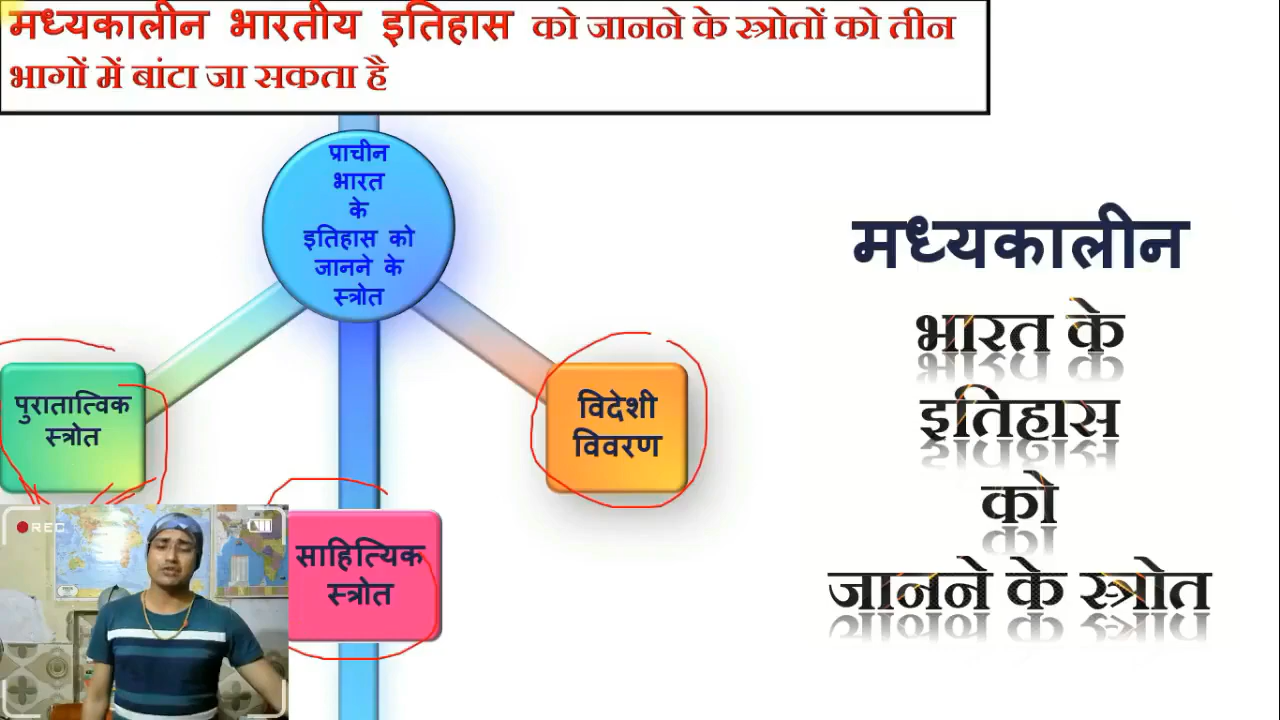 मध्यकालीन भारतीय इतिहास को जानने के स्त्रोतों को तीन
भागों में बांटा जा सकता है
प्राचीन
भारत
के
इतिहास को
जानने के
स्त्रोत
पुरातात्विक
स्त्रोत
विदेशी
विवरण
साहित्यिक
स्त्रोत
मध्यकालीन
भारत के
इतिहास
को
जानने के स्त्रोत
REC